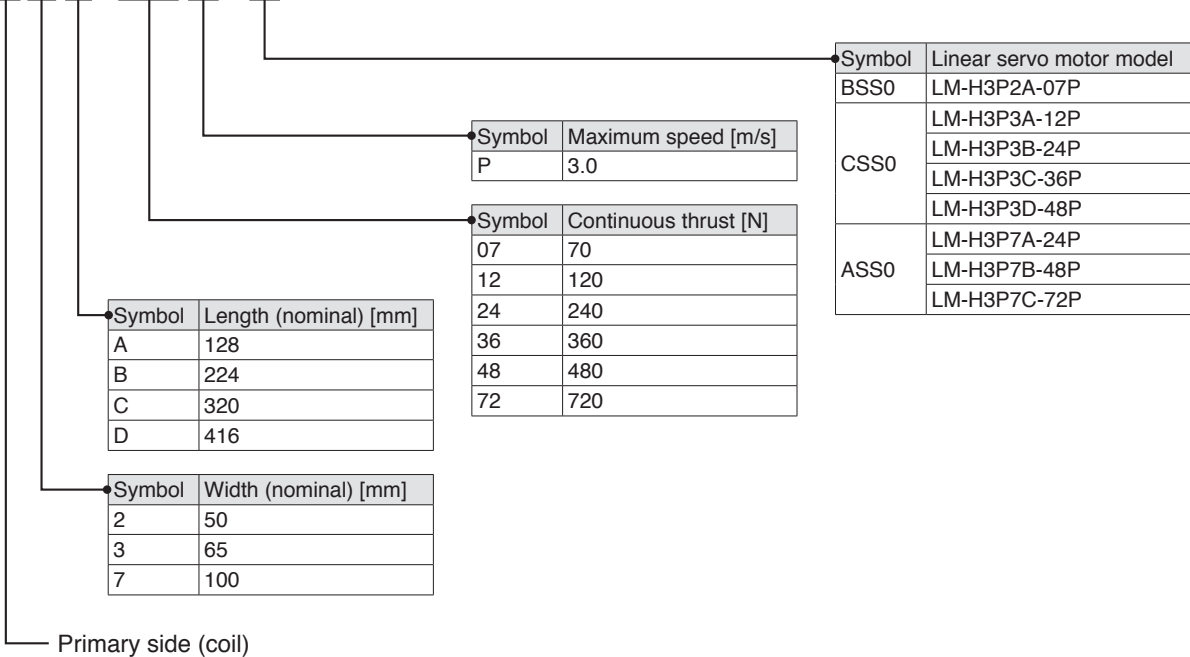 Symbol Linear servo motor model
BSS0 LM-H3P2A-07P
CSS0 LM-H3P3A-12P
LM-H3P3B-24P
LM-H3P3C-36P
LM-H3P3D-48P
ASS0 LM-H3P7A-24P
LM-H3P7B-48P
LM-H3P7C-72P
Symbol Maximum speed [m/s]
P 3.0
Symbol Continuous thrust [N]
07 70
12 120
24 240
36 360
48 480
72 720
Symbol Length (nominal) [mm]
A 128
B 224
C 320
D 416
Symbol Width (nominal) [mm]
2 50
3 65
7 100
Primary side (coil)